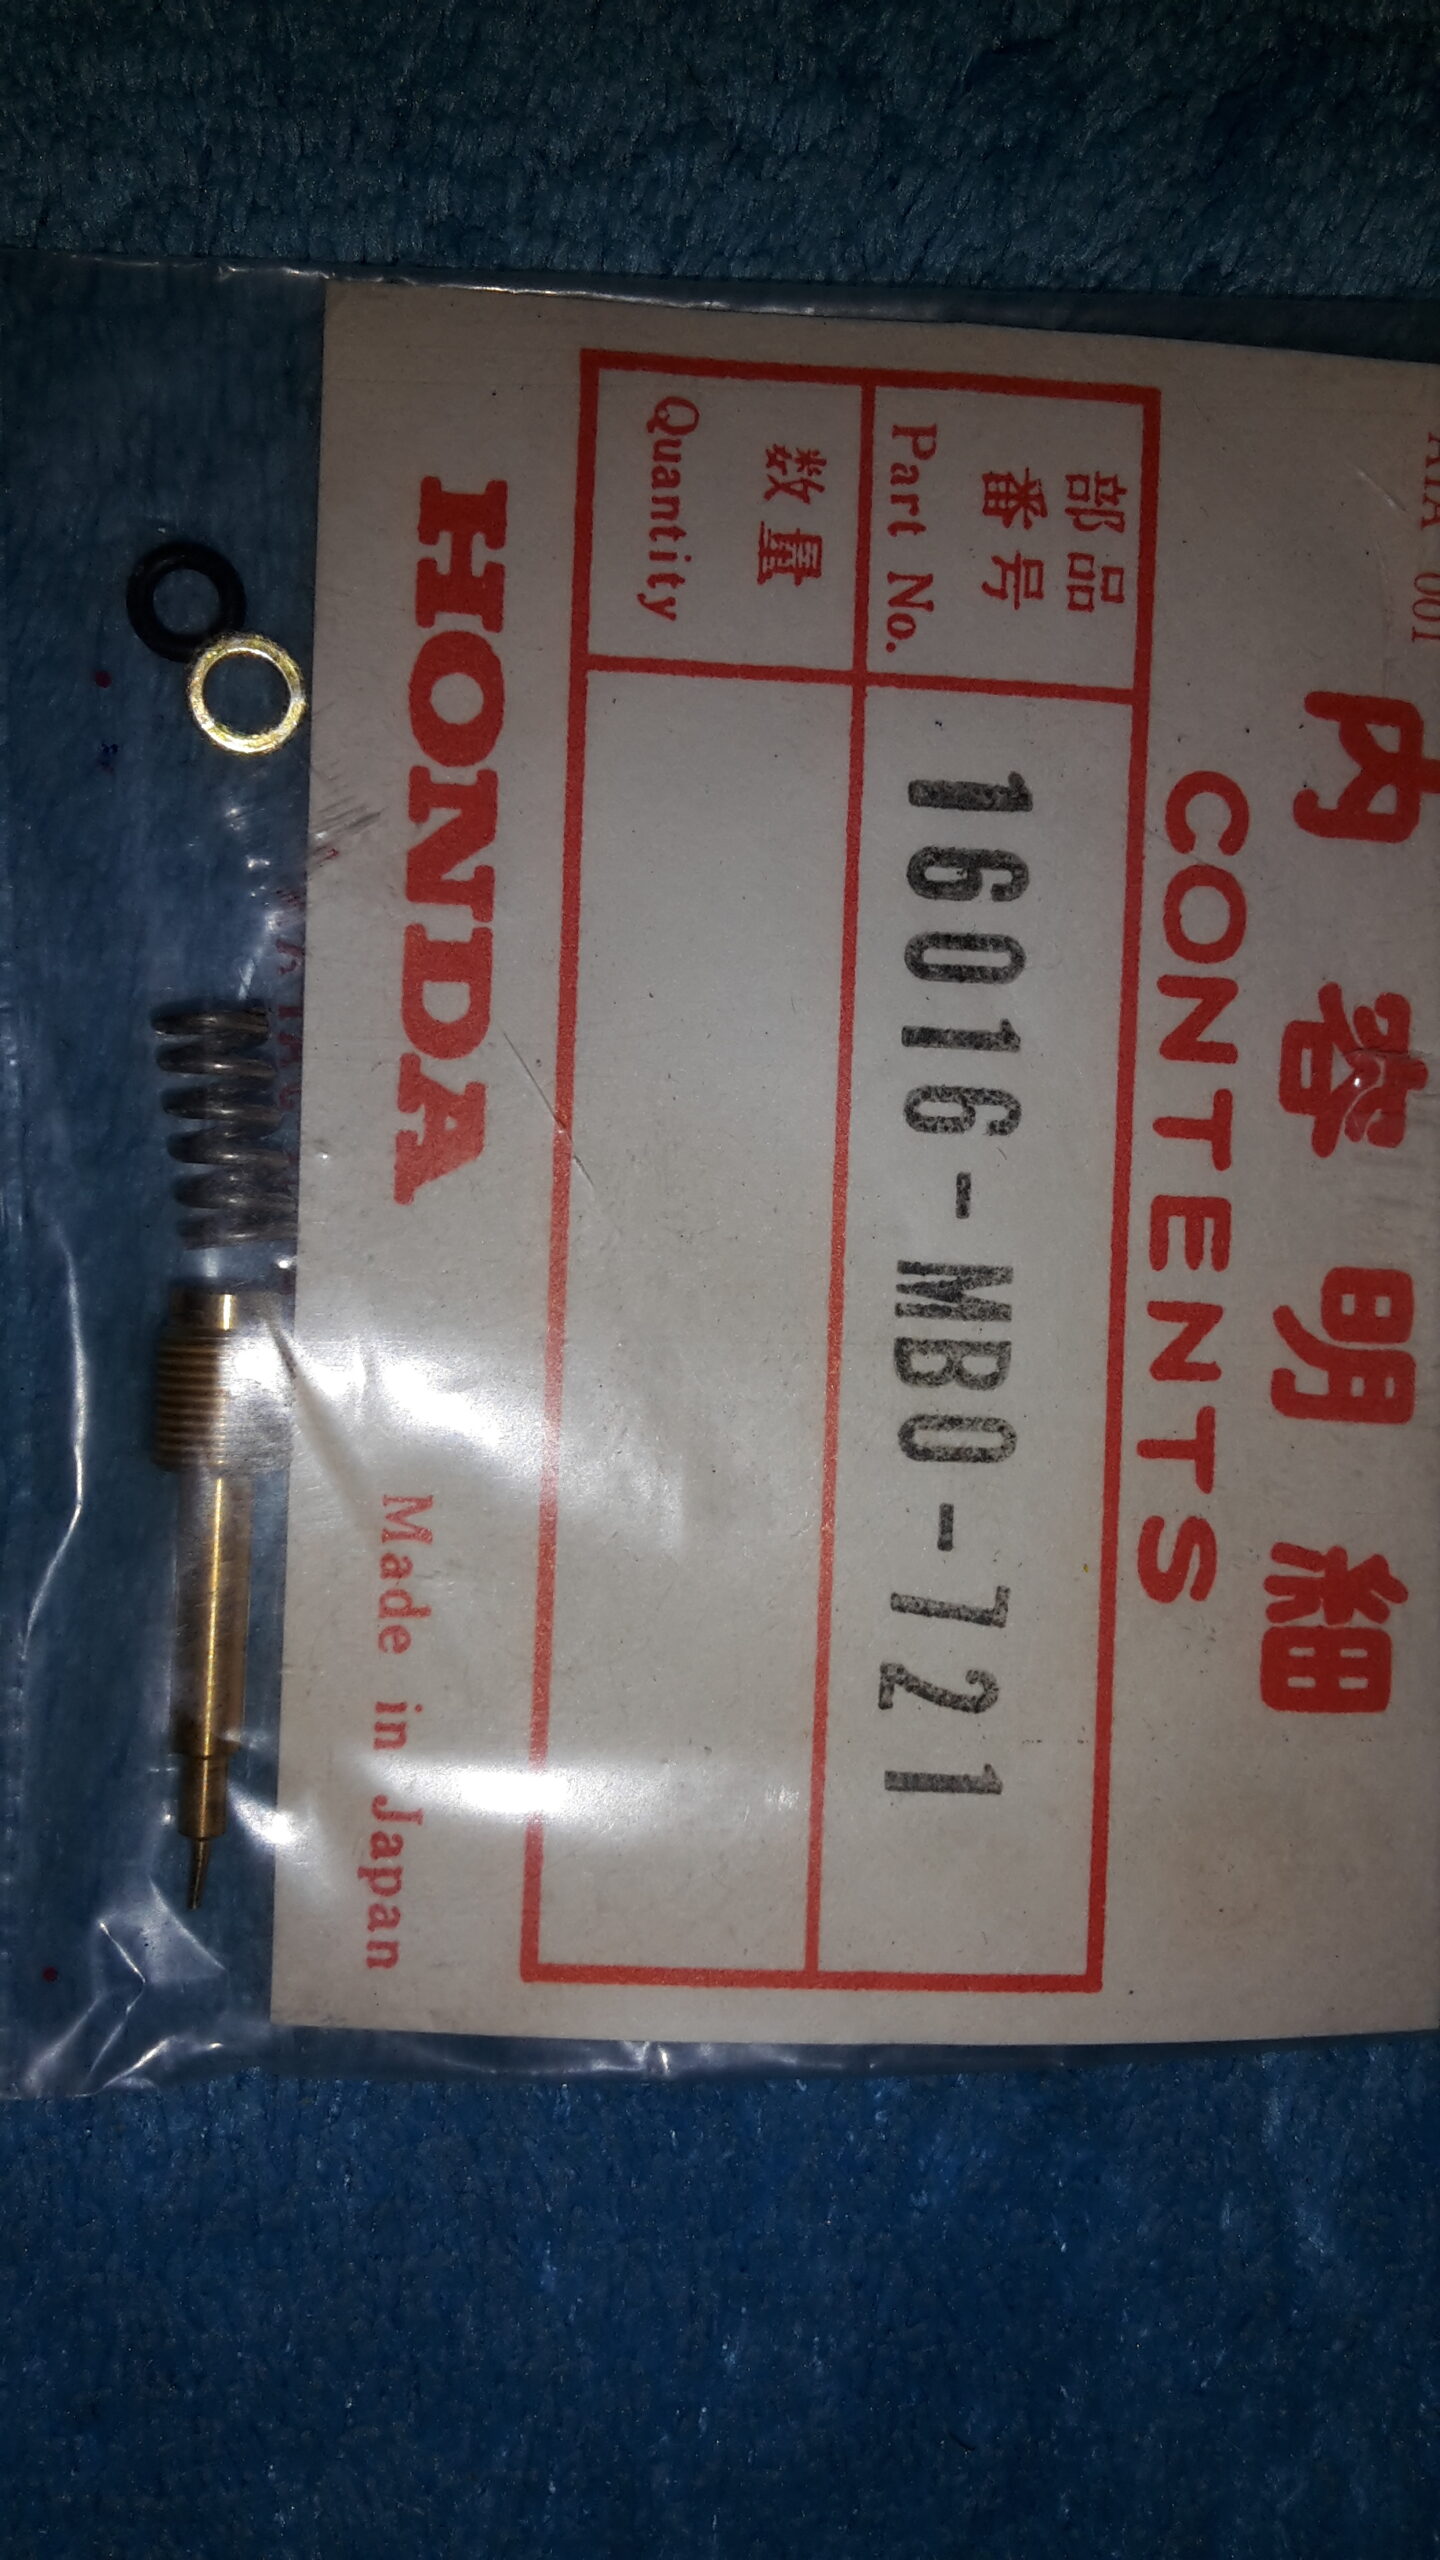 内容明細
CONTENTS
部品
番号
Part No.
16016-MB0-721
数量
Quantity
HONDA
Made in Japan